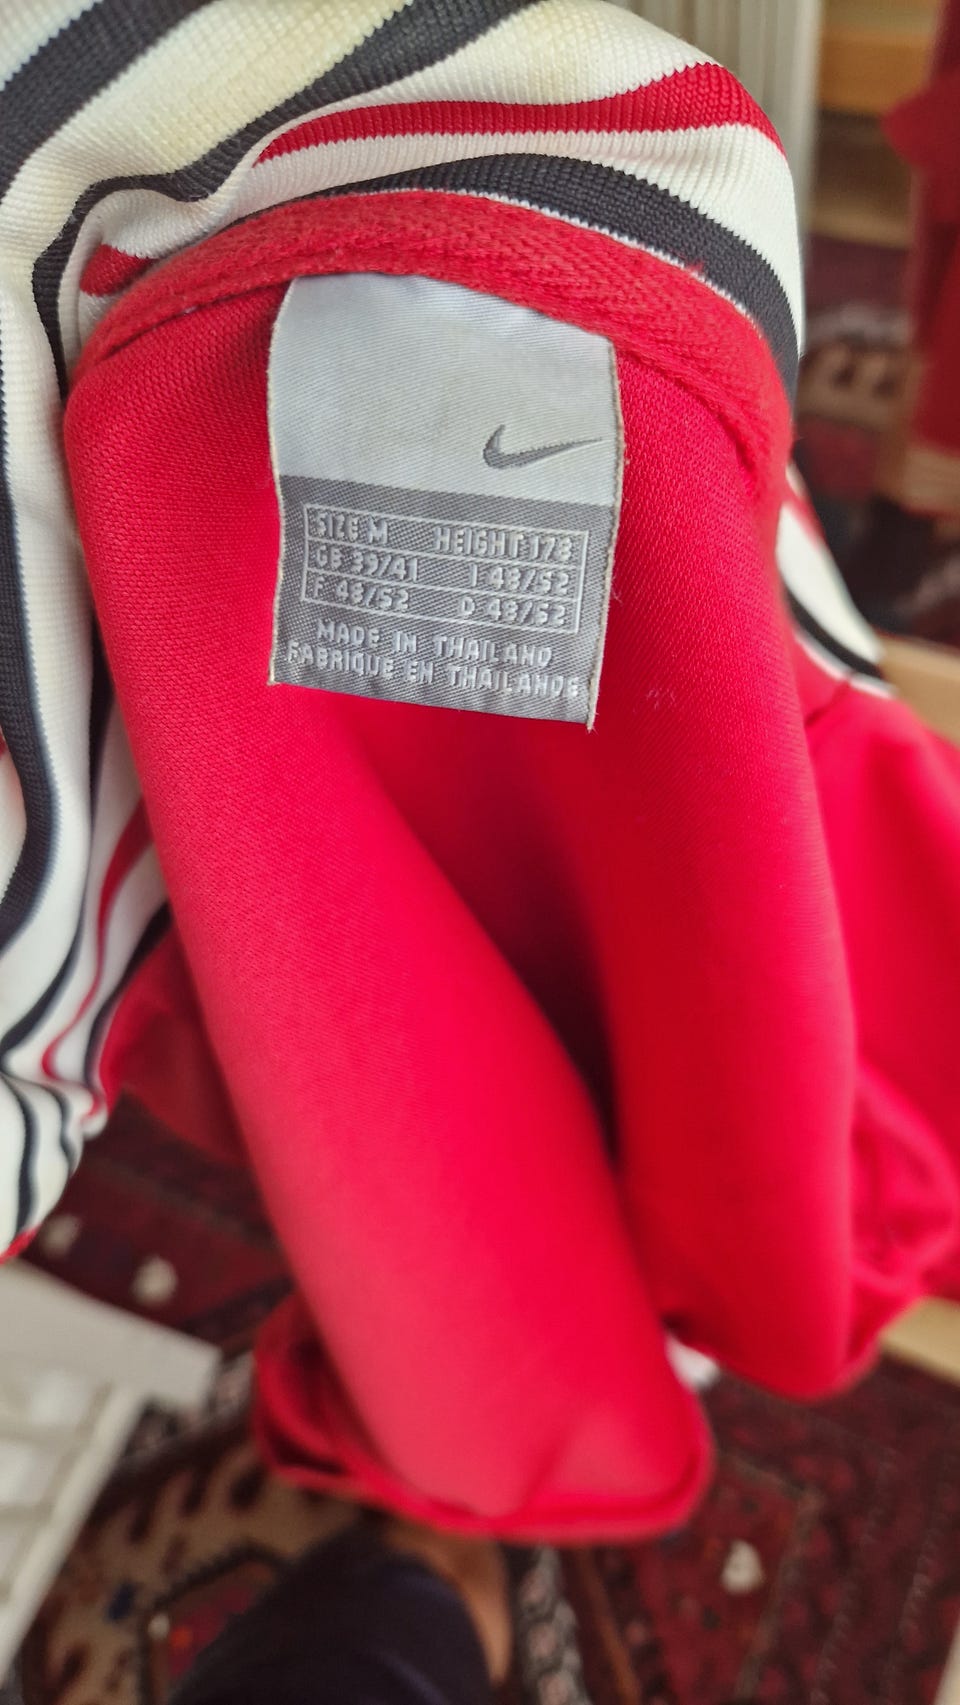 SIZE M HEIGHT 178
GB 39/41 I 48/52
F 48/52 D 48/52
MADE IN THAILAND
FABRIQUE EN THAILANDE